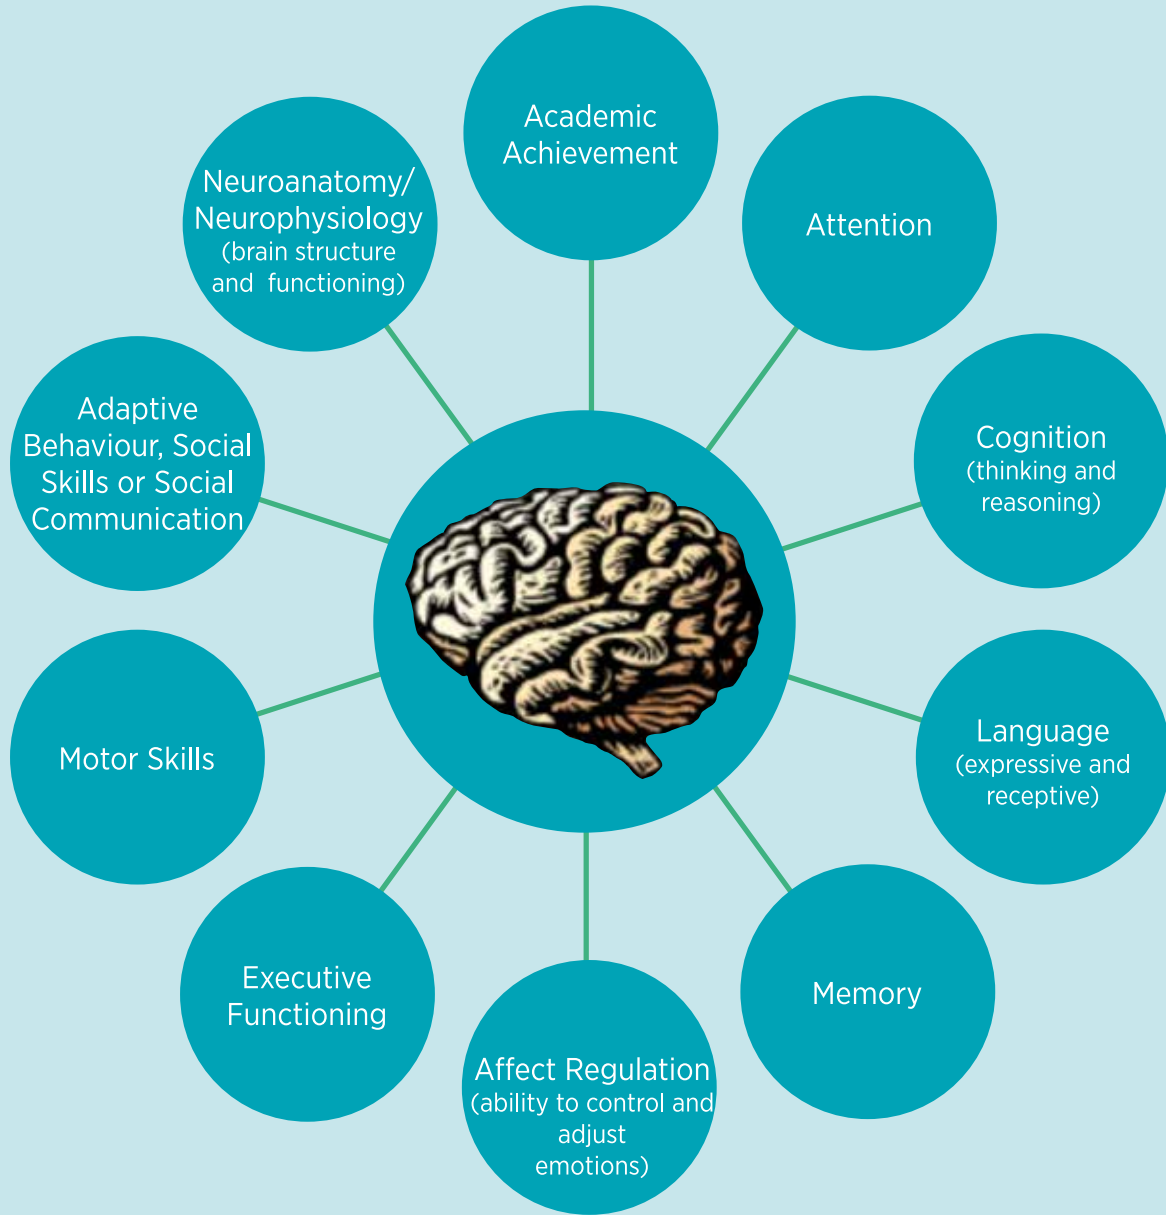 Academic
Achievement
Attention
Cognition
(thinking and
reasoning)
Language
(expressive and
receptive)
Memory
Affect Regulation
(ability to control and
adjust
emotions)
Executive
Functioning
Motor Skills
Adaptive
Behaviour, Social
Skills or Social
Communication
Neuroanatomy/
Neurophysiology
(brain structure
and functioning)